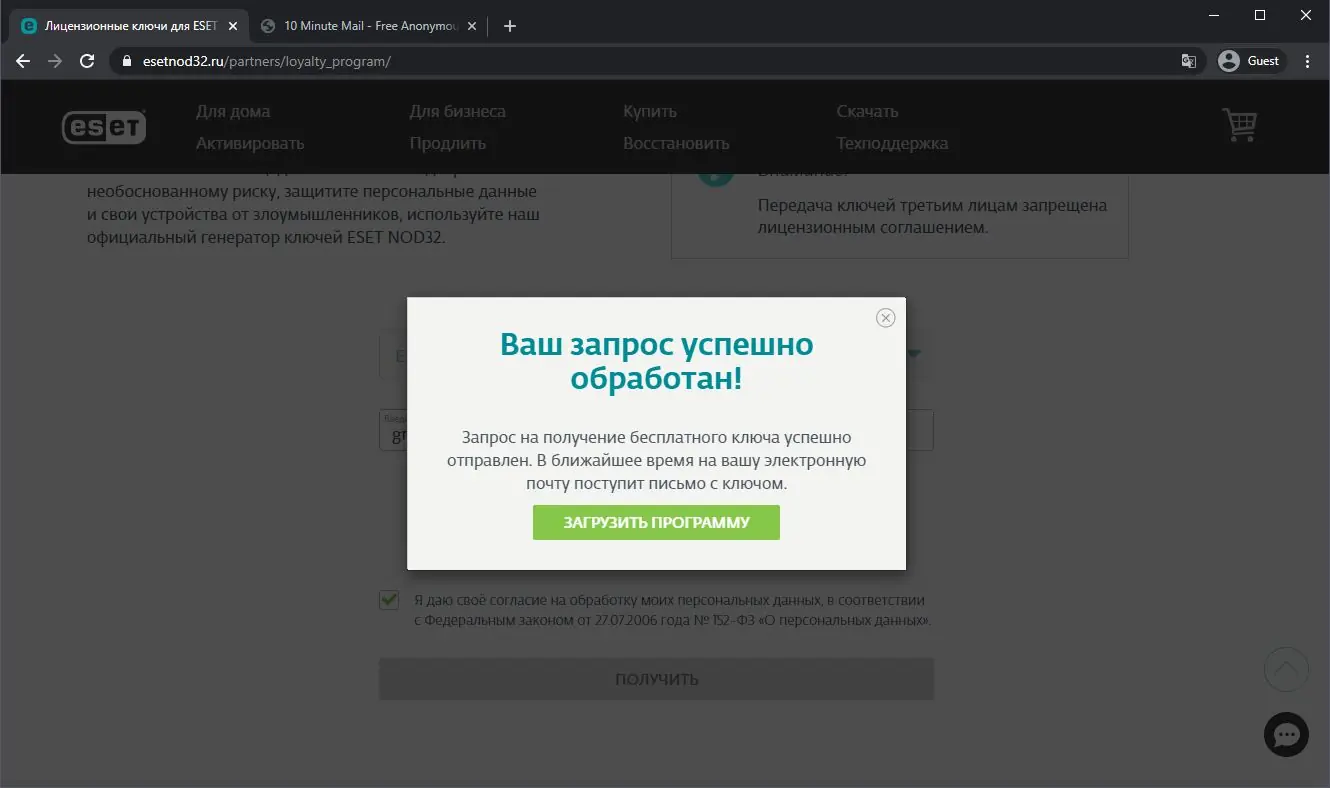 Лицензионные ключи для ESET
10 Minute Mail - Free Anonymou
esetnod32.ru/partners/loyalty_program/
Guest
eset
Для дома
Для бизнеса
Купить
Скачать
Активировать
Продлить
Восстановить
Техподдержка
необоснованному риску, защитите персональные данные
и свои устройства от злоумышленников, используйте наш
официальный генератор ключей ESET NOD32.
Передача ключей третьим лицам запрещена
лицензионным соглашением.
Ваш запрос успешно
обработан!
Запрос на получение бесплатного ключа успешно
отправлен. В ближайшее время на вашу электронную
почту поступит письмо с ключом.
ЗАГРУЗИТЬ ПРОГРАММУ
Я даю своё согласие на обработку моих персональных данных, в соответствии
с Федеральным законом от 27.07.2006 года № 152-ФЗ «О персональных данных».
ПОЛУЧИТЬ